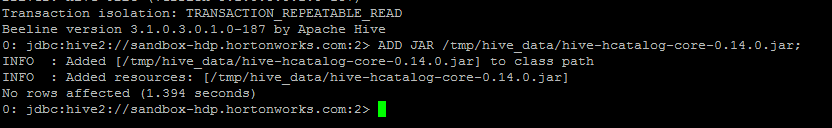 Transaction isolation: TRANSACTION_REPEATABLE_READ
Beeline version 3.1.0.3.0.1.0-187 by Apache Hive
0: jdbc:hive2://sandbox-hdp.hortonworks.com:2> ADD JAR /tmp/hive_data/hive-hcatalog-core-0.14.0.jar;
INFO  : Added [/tmp/hive_data/hive-hcatalog-core-0.14.0.jar] to class path
INFO  : Added resources: [/tmp/hive_data/hive-hcatalog-core-0.14.0.jar]
No rows affected (1.394 seconds)
0: jdbc:hive2://sandbox-hdp.hortonworks.com:2>